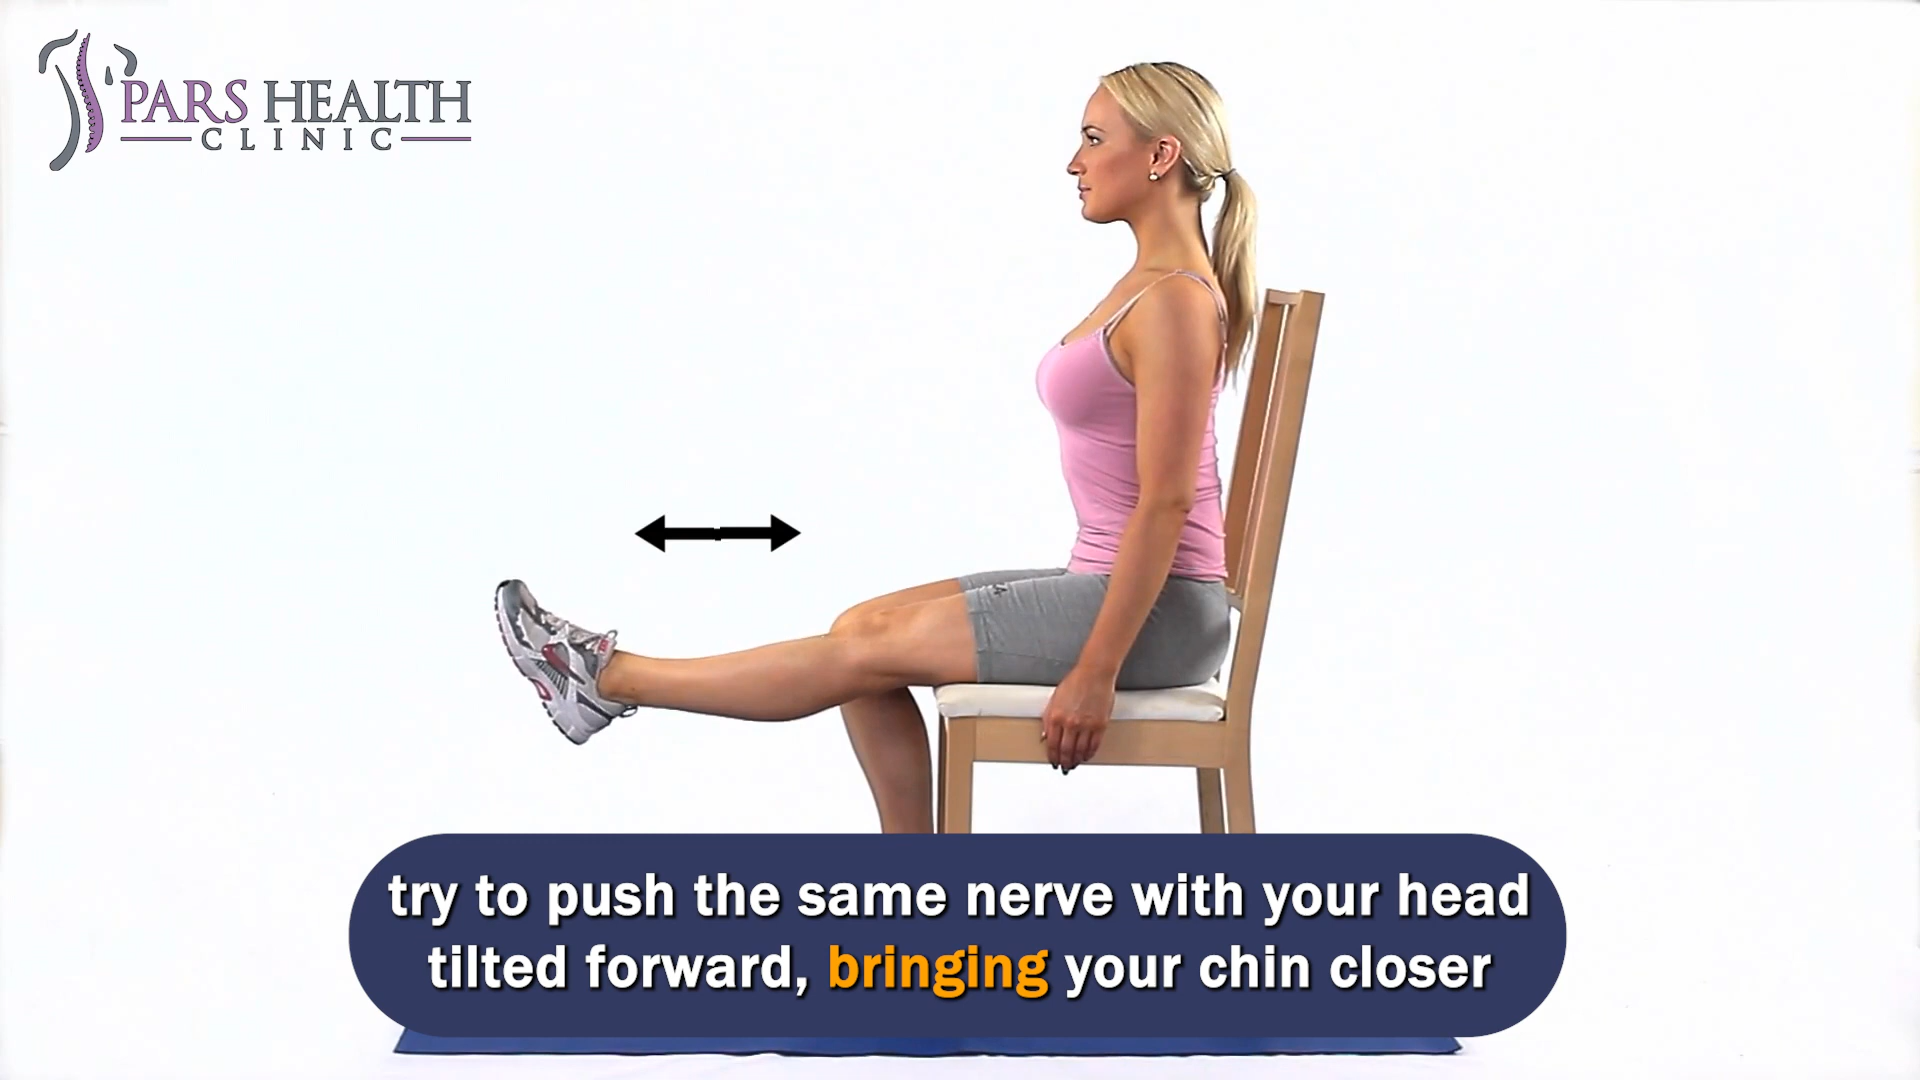 PARS HEALTH
CLINIC
try to push the same nerve with your head
tilted forward, bringing your chin closer